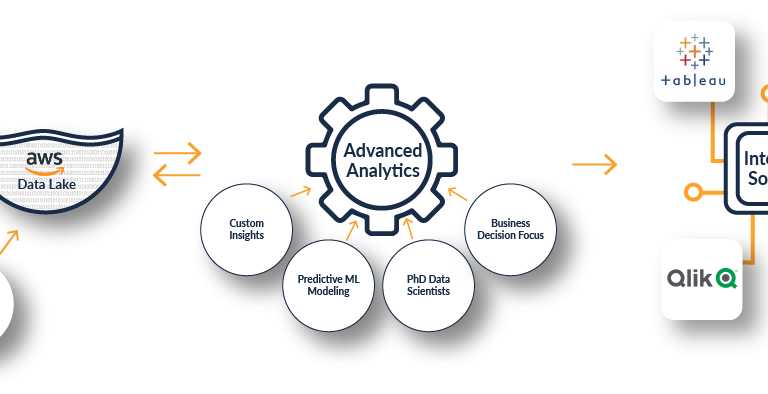 +ableau
aws
Data Lake
Advanced
Analytics
Custom
Insights
Predictive ML
Modeling
PhD Data
Scientists
Business
Decision Focus
Inte
So
Qlik